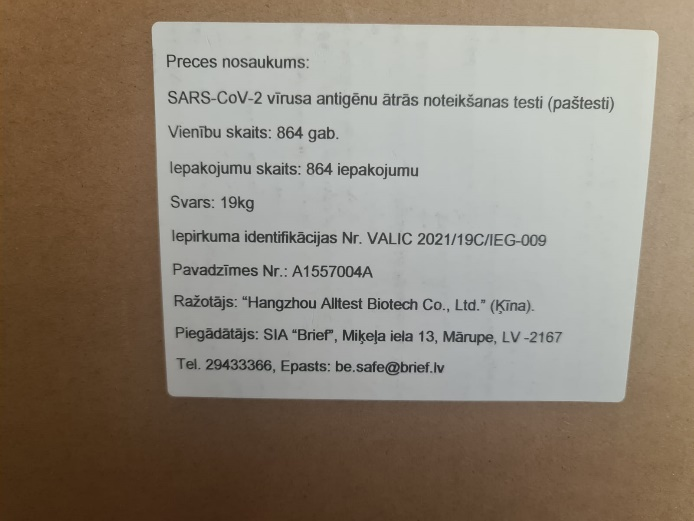 Preces nosaukums:
SARS-CoV-2 vīrusa antigēnu ātrās noteikšanas testi (paštesti)
Vienību skaits: 864 gab.
Iepakojumu skaits: 864 iepakojumu
Svars: 19kg
Iepirkuma identifikācijas Nr. VALIC 2021/19C/IEG-009
Pavadzīmes Nr.: A1557004A
Ražotājs: “Hangzhou Alltest Biotech Co., Ltd.” (Ķīna).
Piegādātājs: SIA “Brief”, Miķeļa iela 13, Mārupe, LV -2167
Tel. 29433366, Epasts: be.safe@brief.lv